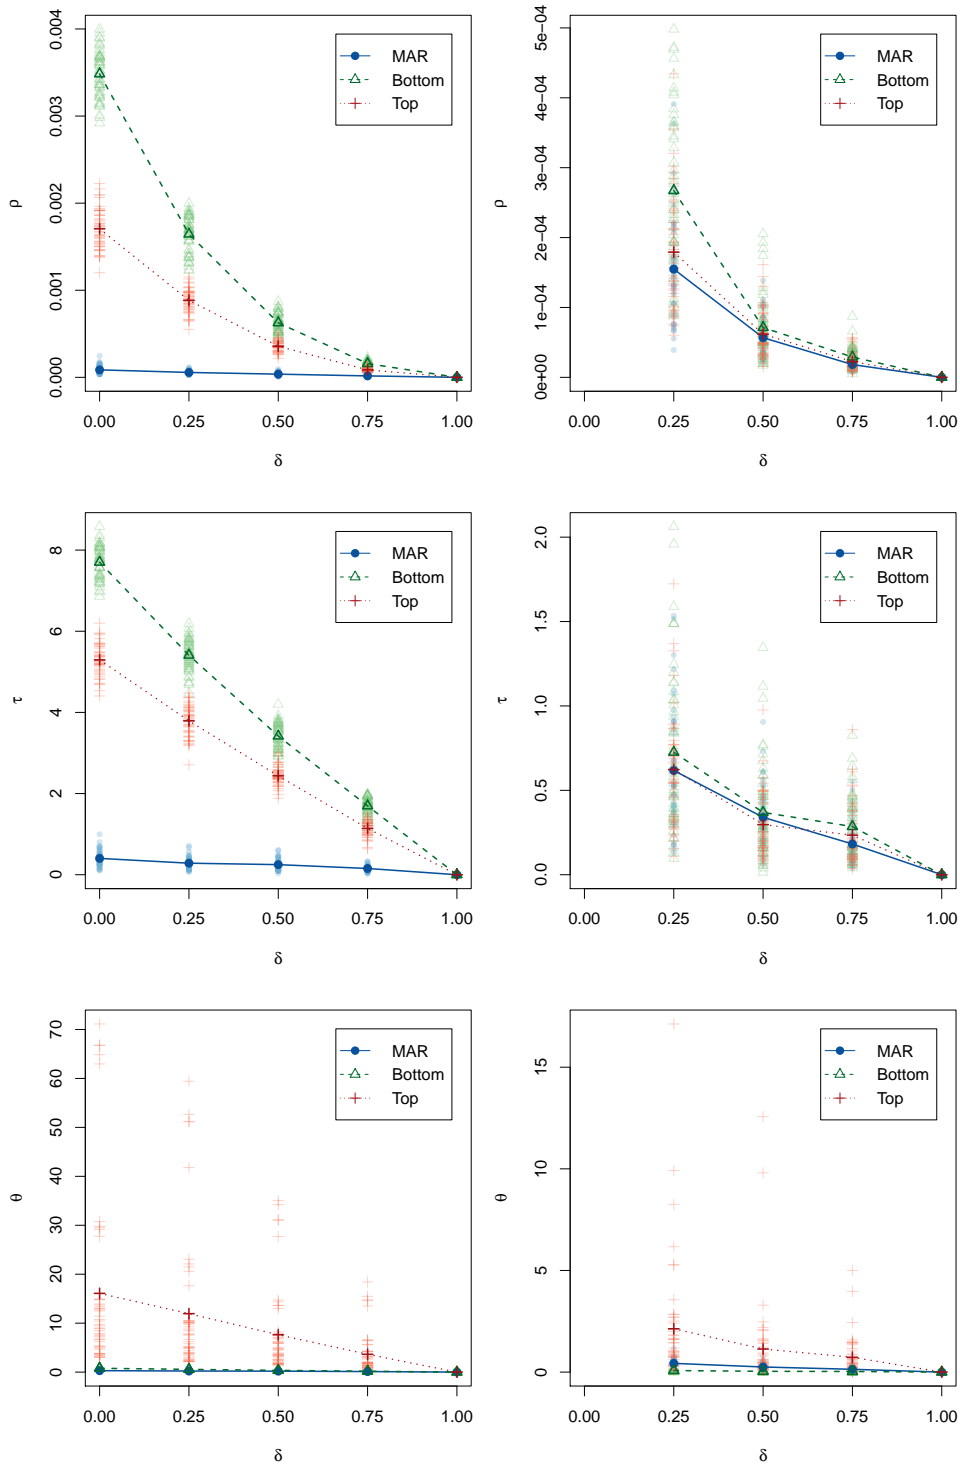 0.004
0.003
0.002
0.001
0.000
ρ
MAR
Bottom
Top
0.00 0.25 0.50 0.75 1.00
δ
5e−04
4e−04
3e−04
2e−04
1e−04
0e+00
ρ
MAR
Bottom
Top
0.00 0.25 0.50 0.75 1.00
δ
8
6
4
2
0
τ
MAR
Bottom
Top
0.00 0.25 0.50 0.75 1.00
δ
2.0
1.5
1.0
0.5
0.0
τ
MAR
Bottom
Top
0.00 0.25 0.50 0.75 1.00
δ
70
60
50
40
30
20
10
0
θ
MAR
Bottom
Top
0.00 0.25 0.50 0.75 1.00
δ
15
10
5
0
θ
MAR
Bottom
Top
0.00 0.25 0.50 0.75 1.00
δ